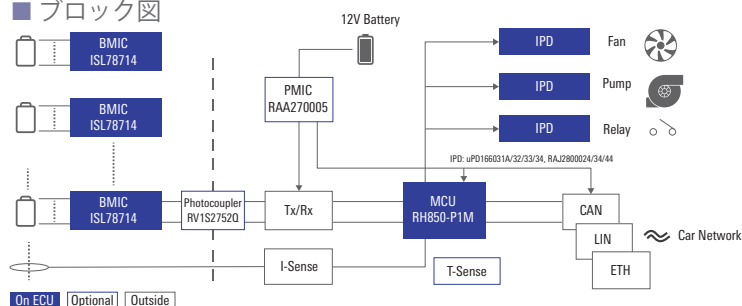 ■ ブロック図
12V Battery
BMIC
ISL78714
IPD
Fan
PMIC
RAA270005
IPD
Pump
BMIC
ISL78714
IPD
Relay
IPD: uPD166031A/32/33/34, RAJ2800024/34/44
BMIC
ISL78714
Photocoupler
RV1S2752Q
Tx/Rx
MCU
RH850-P1M
CAN
LIN
Car Network
I-Sense
T-Sense
ETH
On ECU
Optional
Outside